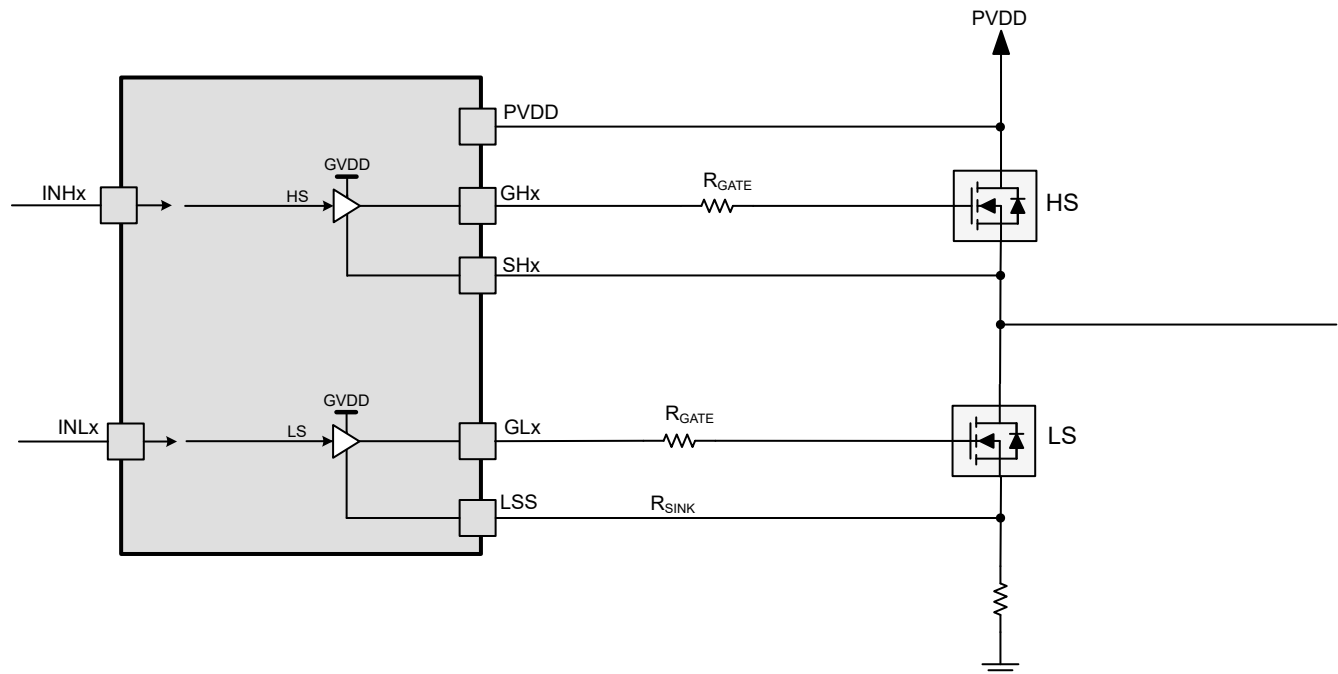 PVDD
PVDD
GVDD
INHx
HS
GHx
RGATE
HS
SHx
GVDD
INLx
LS
GLx
RGATE
LS
LSS
RSINK